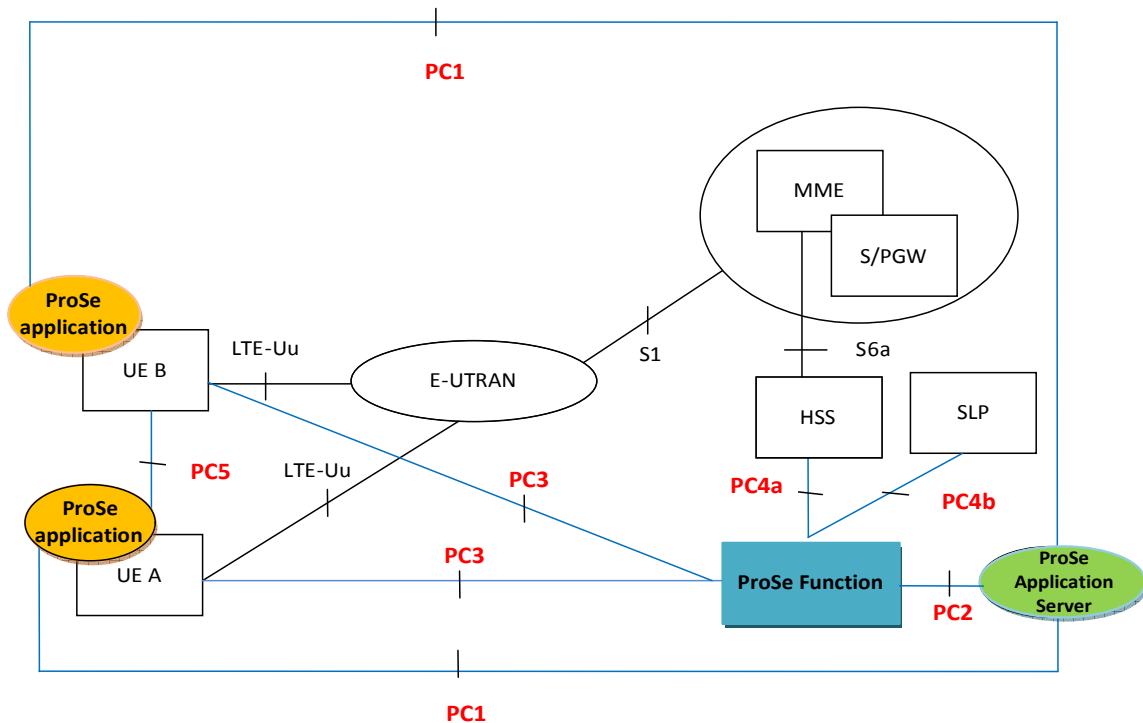 PC1
MME
S/PGW
ProSe
application
LTE-Uu
S1
S6a
UE B
E-UTRAN
HSS
SLP
PC5
LTE-Uu
PC3
PC4a
PC4b
ProSe
application
UE A
PC3
ProSe Function
ProSe
Application
Server
PC2
PC1